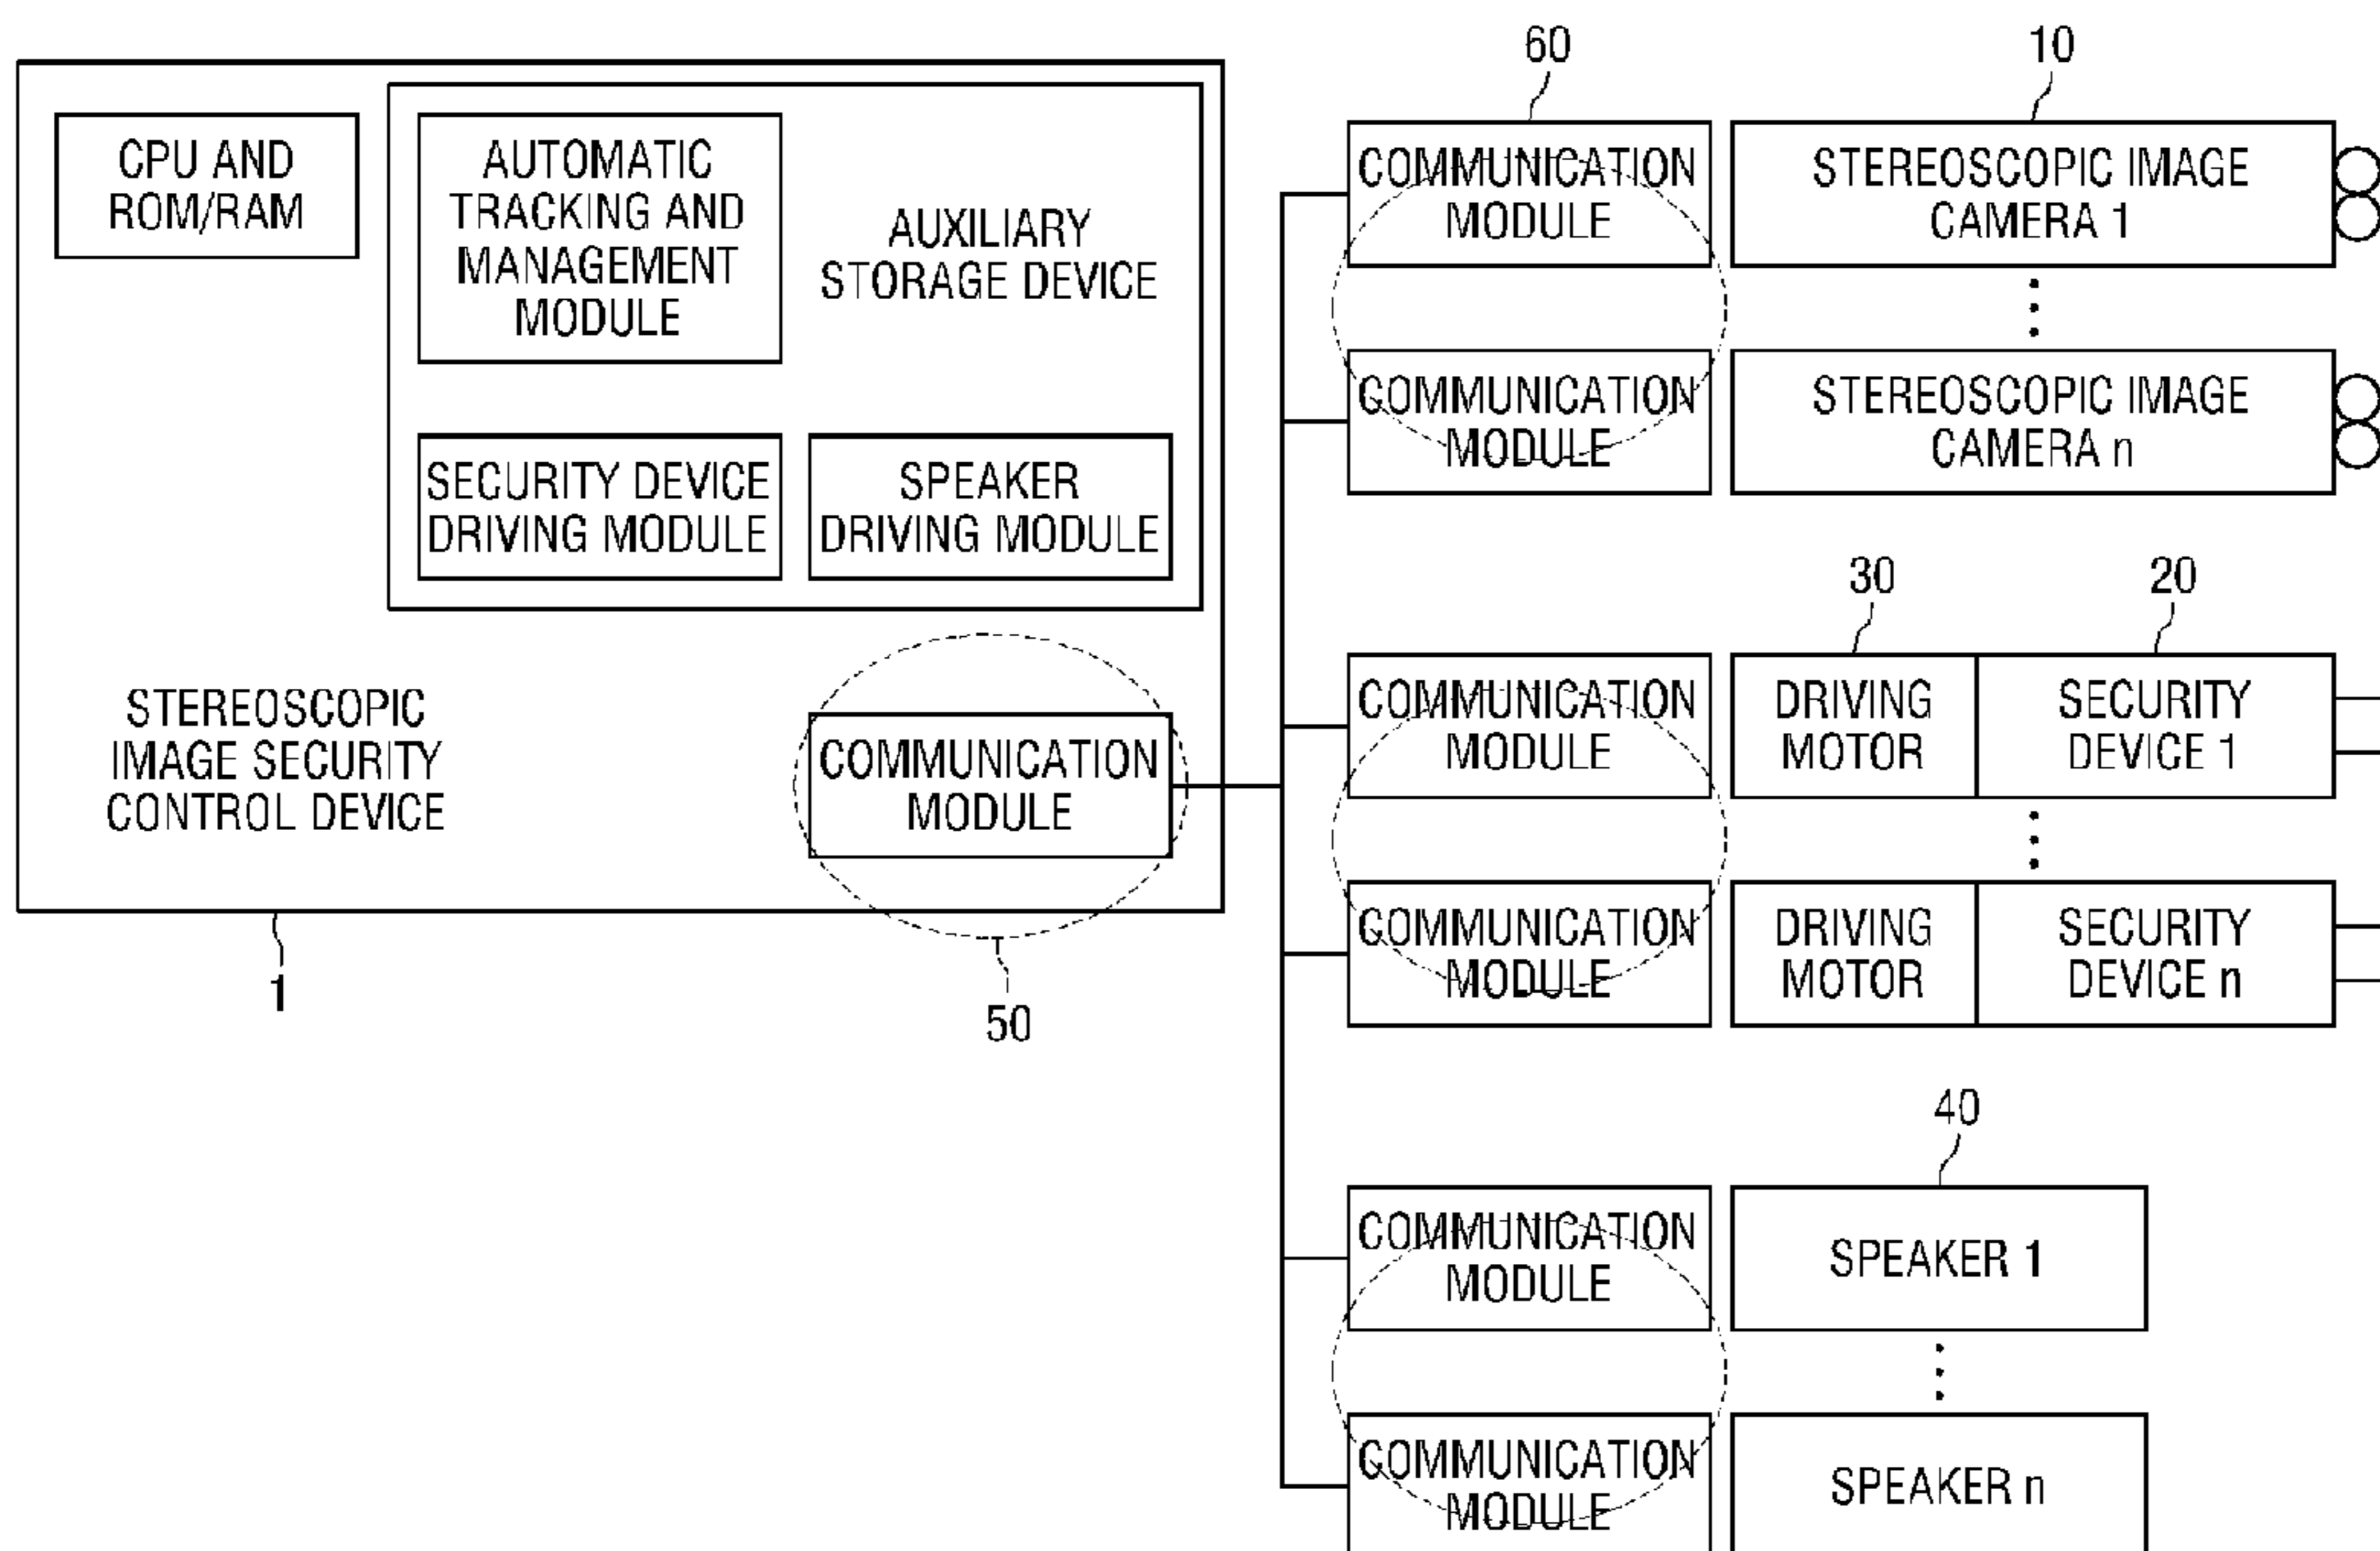 60
10
CPU AND
ROM/RAM
AUTOMATIC
TRACKING AND
MANAGEMENT
MODULE
AUXILIARY
STORAGE DEVICE
SECURITY DEVICE
DRIVING MODULE
SPEAKER
DRIVING MODULE
STEREOSCOPIC
IMAGE SECURITY
CONTROL DEVICE
COMMUNICATION
MODULE
1
50
COMMUNICATION
MODULE
STEREOSCOPIC IMAGE
CAMERA 1
COMMUNICATION
MODULE
STEREOSCOPIC IMAGE
CAMERA n
30
20
COMMUNICATION
MODULE
DRIVING
MOTOR
SECURITY
DEVICE 1
COMMUNICATION
MODULE
DRIVING
MOTOR
SECURITY
DEVICE n
40
COMMUNICATION
MODULE
SPEAKER 1
COMMUNICATION
MODULE
SPEAKER n